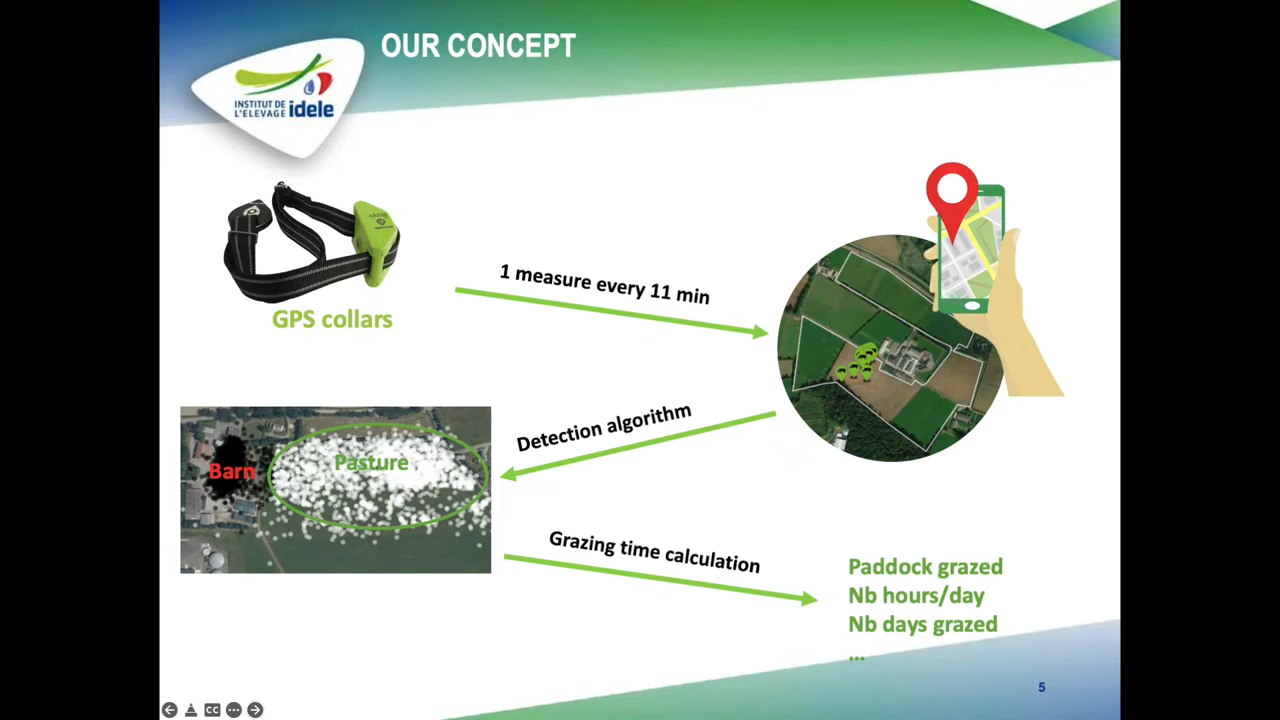 OUR CONCEPT
INSTITUT DE
L'ELEVAGE idele
GPS collars
1 measure every 11 min
Detection algorithm
Barn
Pasture
Grazing time calculation
Paddock grazed
Nb hours/day
Nb days grazed
...
5
CC